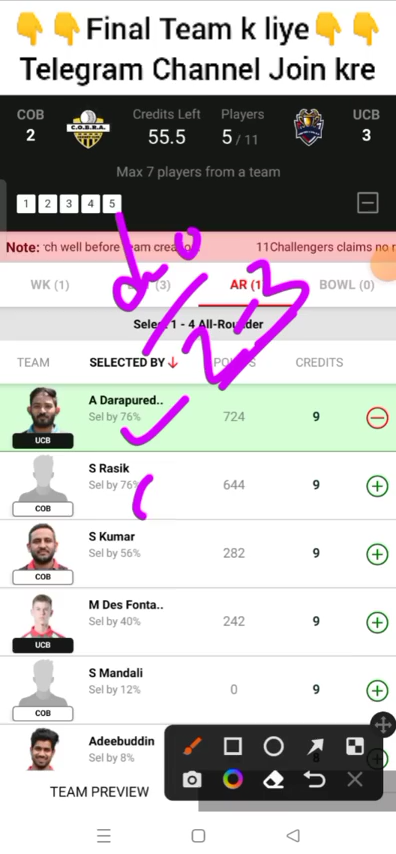 👇👇Final Team k liye👇👇
Telegram Channel Join kre
COB Credits Left Players UCB
2 C.O.B.R.A. 55.5 5 / 11 3
Max 7 players from a team
1 2 3 4 5
Note: ch well before team crea 11Challengers claims no r
WK (1) (3) AR (1 BOWL (0)
Select 1 - 4 All-Rounder
TEAM SELECTED BY ↓ POINTS CREDITS
A Darapured..
Sel by 76% 724 9
UCB
S Rasik
Sel by 76% 644 9
COB
S Kumar
Sel by 56% 282 9
COB
M Des Fonta..
Sel by 40% 242 9
UCB
S Mandali
Sel by 12% 0 9
COB
Adeebuddin
Sel by 8%
TEAM PREVIEW